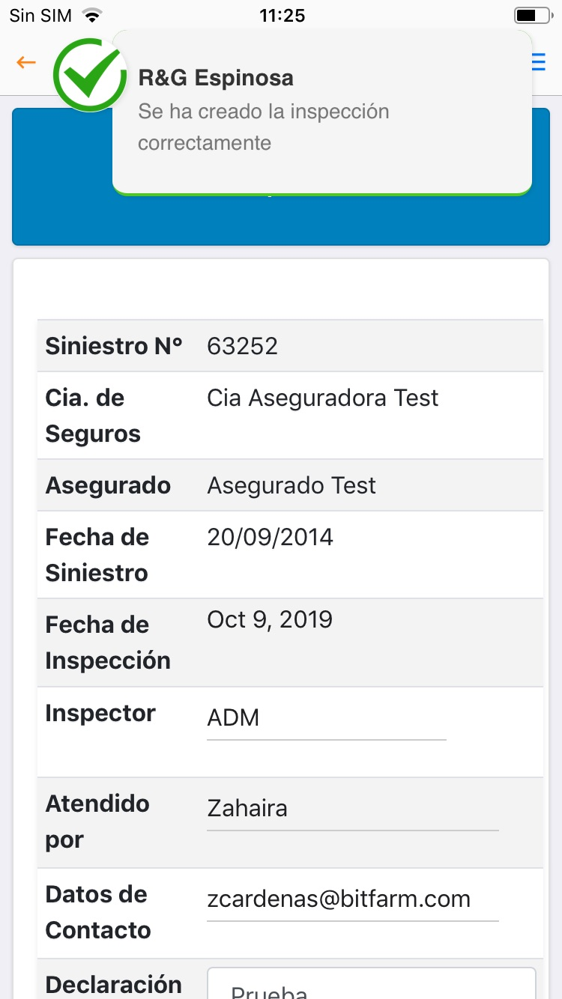 Sin SIM 11:25
R&G Espinosa
Se ha creado la inspección
correctamente
Siniestro Nº 63252
Cia. de Cia Aseguradora Test
Seguros
Asegurado Asegurado Test
Fecha de 20/09/2014
Siniestro
Fecha de Oct 9, 2019
Inspección
Inspector ADM
Atendido Zahaira
por
Datos de zcardenas@bitfarm.com
Contacto
Declaración Prueba